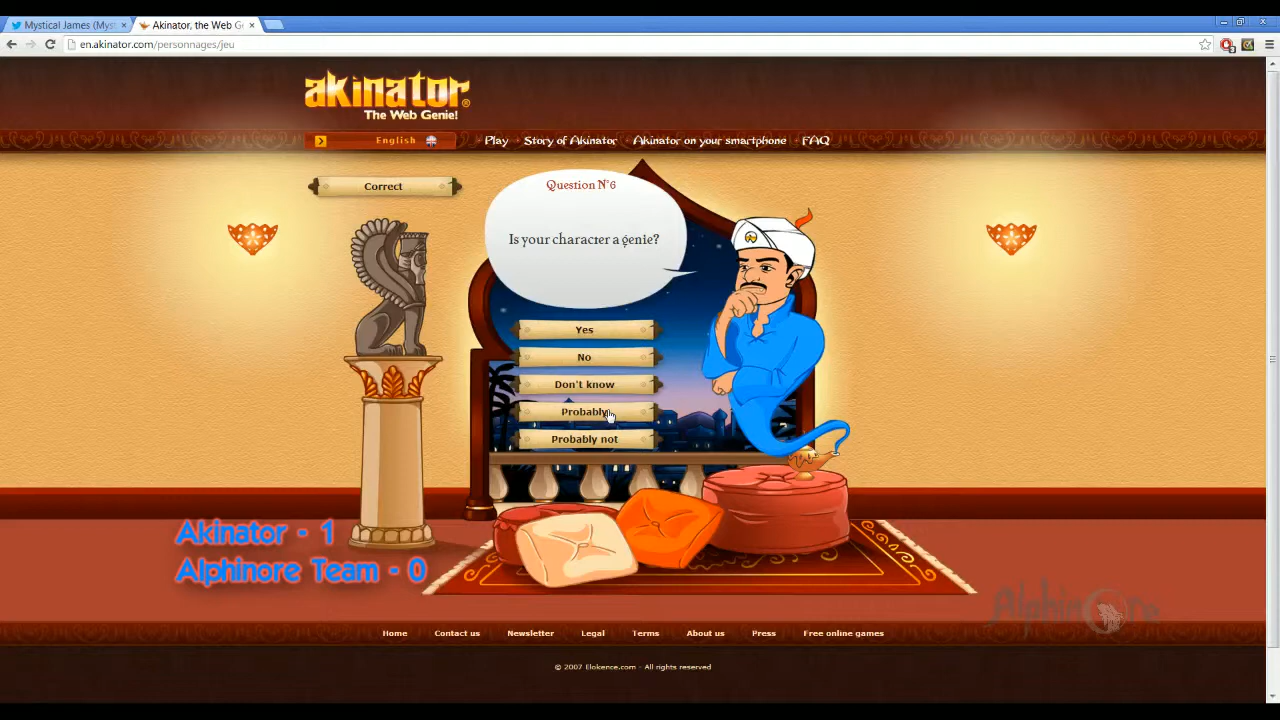 Mystical James (Mys
Akinator, the Web G
en.akinator.com/personnages/jeu
akinator®
The Web Genie!
English
Play
Story of Akinator
Akinator on your smartphone
FAQ
Correct
Question N°6
Is your character a genie?
Yes
No
Don't know
Probably
Probably not
Akinator - 1
Alphinore Team - 0
Alphinore
Home
Contact us
Newsletter
Legal
Terms
About us
Press
Free online games
© 2007 Elokence.com - All rights reserved